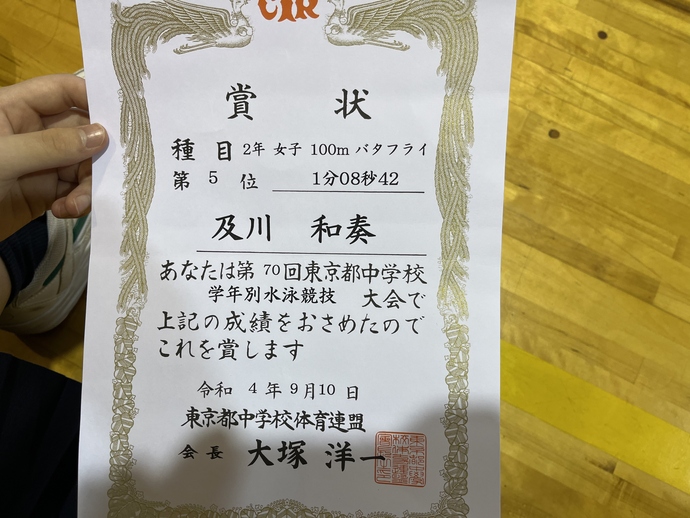 賞 状
種 目 2年 女子 100m バタフライ
第 5 位 1分08秒42
及川 和奏
あなたは第70回東京都中学校
学年別水泳競技 大会で
上記の成績をおさめたので
これを賞します
令和 4 年 9月10 日
東京都中学校体育連盟
会長 大塚 洋一